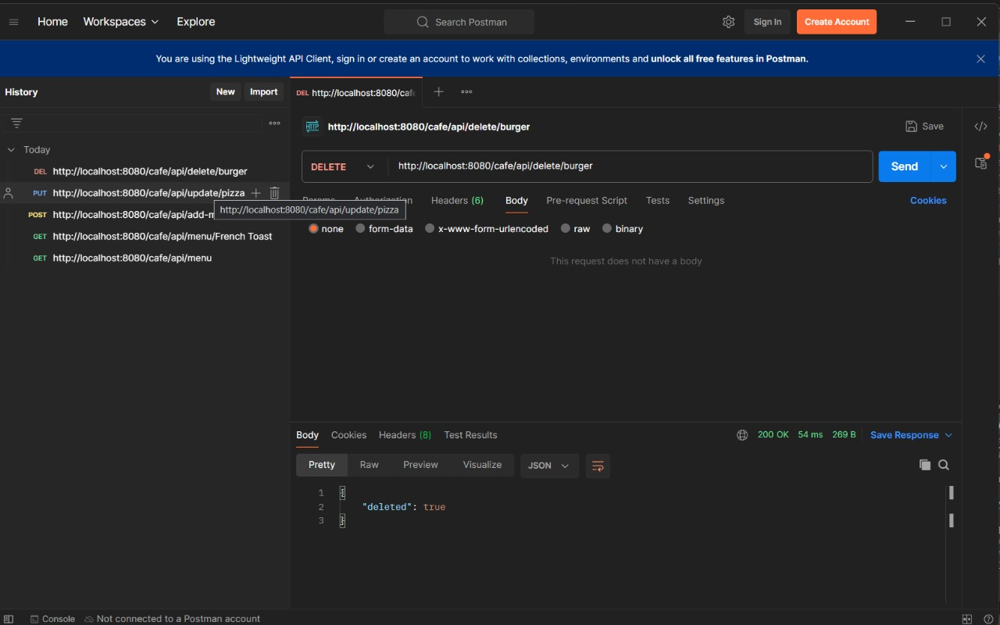 Home Workspaces Explore Search Postman Sign In Create Account
You are using the Lightweight API Client, sign in or create an account to work with collections, environments and unlock all free features in Postman.
History New Import
DEL http://localhost:8080/caf
Today
DEL http://localhost:8080/cafe/api/delete/burger
PUT http://localhost:8080/cafe/api/update/pizza
http://localhost:8080/cafe/api/update/pizza
POST http://localhost:8080/cafe/api/add-m
GET http://localhost:8080/cafe/api/menu/French Toast
GET http://localhost:8080/cafe/api/menu
HTTP http://localhost:8080/cafe/api/delete/burger Save </>
DELETE http://localhost:8080/cafe/api/delete/burger Send
Params Authorization Headers (6) Body Pre-request Script Tests Settings Cookies
none form-data x-www-form-urlencoded raw binary
This request does not have a body
Body Cookies Headers (8) Test Results 200 OK 54 ms 269 B Save Response
Pretty Raw Preview Visualize JSON
1 {
2 "deleted": true
3 }
Console Not connected to a Postman account